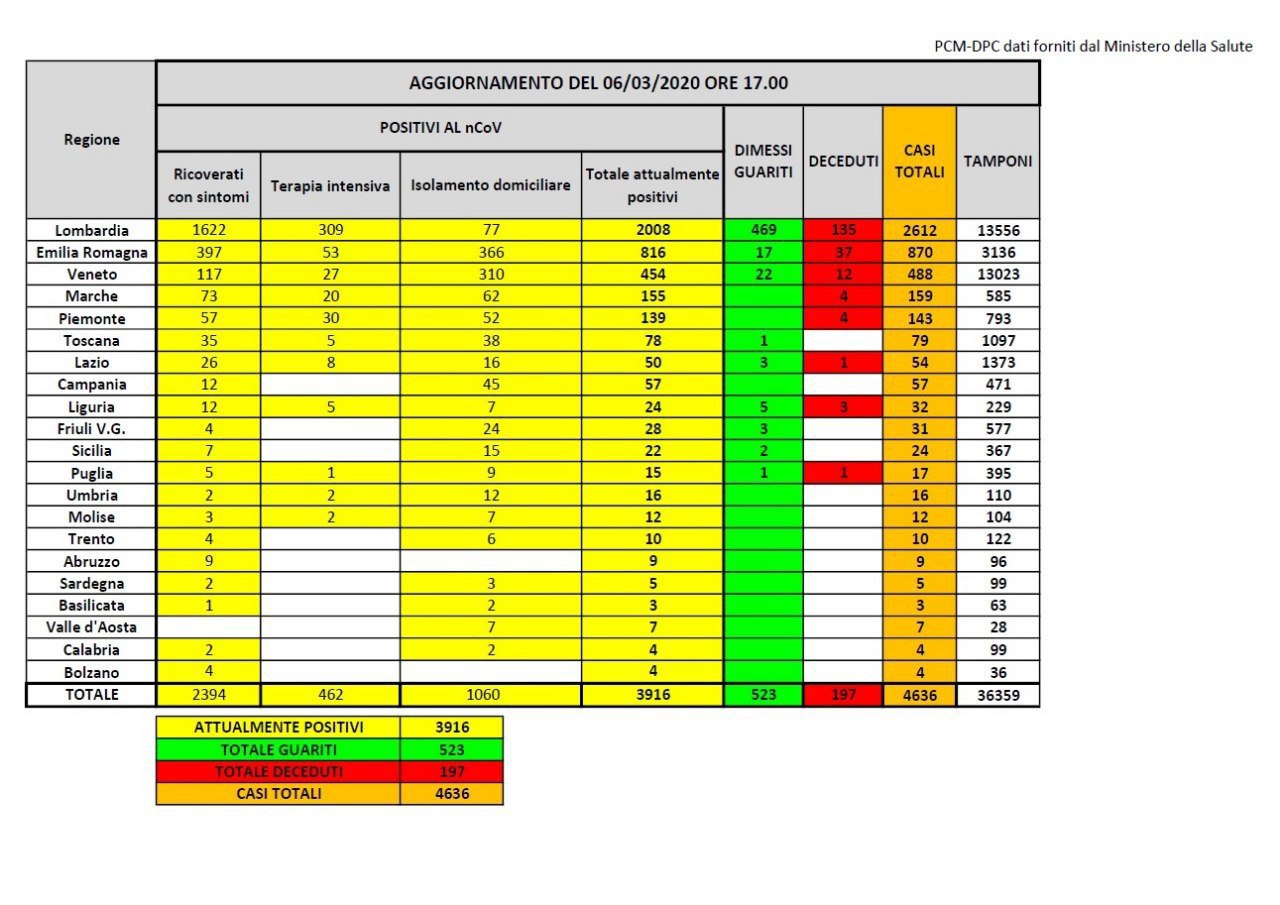 PCM-DPC dati forniti dal Ministero della Salute
AGGIORNAMENTO DEL 06/03/2020 ORE 17.00
Regione
POSITIVI AL nCoV
DIMESSI GUARITI
DECEDUTI
CASI TOTALI
TAMPONI
Ricoverati con sintomi
Terapia intensiva
Isolamento domiciliare
Totale attualmente positivi
Lombardia 1622 309 77 2008 469 135 2612 13556
Emilia Romagna 397 53 366 816 17 37 870 3136
Veneto 117 27 310 454 22 12 488 13023
Marche 73 20 62 155 4 159 585
Piemonte 57 30 52 139 4 143 793
Toscana 35 5 38 78 1 79 1097
Lazio 26 8 16 50 3 1 54 1373
Campania 12 45 57 57 471
Liguria 12 5 7 24 5 3 32 229
Friuli V.G. 4 24 28 3 31 577
Sicilia 7 15 22 2 24 367
Puglia 5 1 9 15 1 1 17 395
Umbria 2 2 12 16 16 110
Molise 3 2 7 12 12 104
Trento 4 6 10 10 122
Abruzzo 9 9 9 96
Sardegna 2 3 5 5 99
Basilicata 1 2 3 3 63
Valle d'Aosta 7 7 7 28
Calabria 2 2 4 4 99
Bolzano 4 4 4 36
TOTALE 2394 462 1060 3916 523 197 4636 36359
ATTUALMENTE POSITIVI 3916
TOTALE GUARITI 523
TOTALE DECEDUTI 197
CASI TOTALI 4636